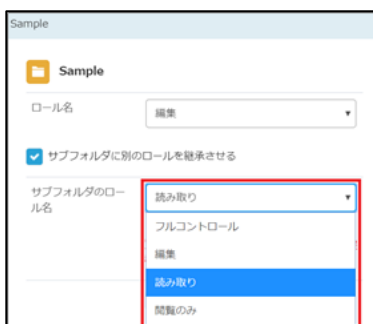 Sample
Sample
ロール名
編集
サブフォルダに別のロールを継承させる
サブフォルダのロー
ル名
読み取り
フルコントロール
編集
読み取り
閲覧のみ